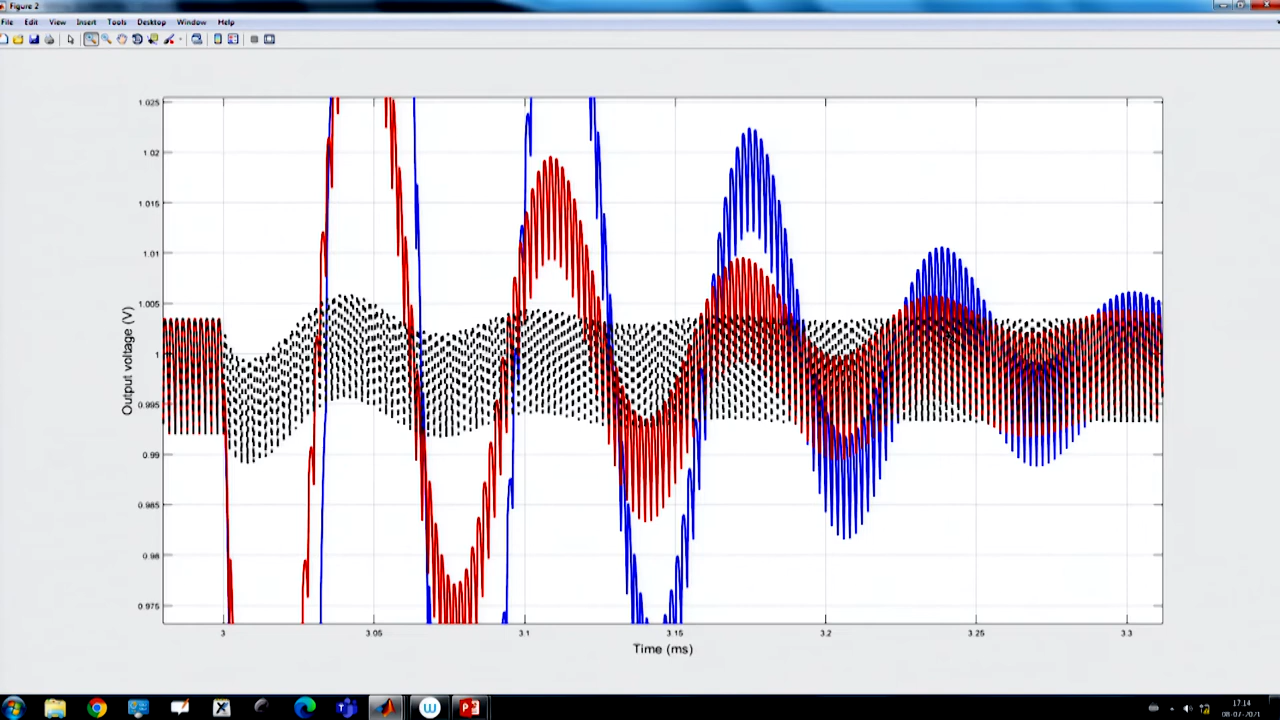 Figure 2
File Edit View Insert Tools Desktop Window Help
1.025
1.02
1.015
1.01
1.005
1
0.995
0.99
0.985
0.98
0.975
Output voltage (V)
3 3.05 3.1 3.15 3.2 3.25 3.3
Time (ms)
17:14